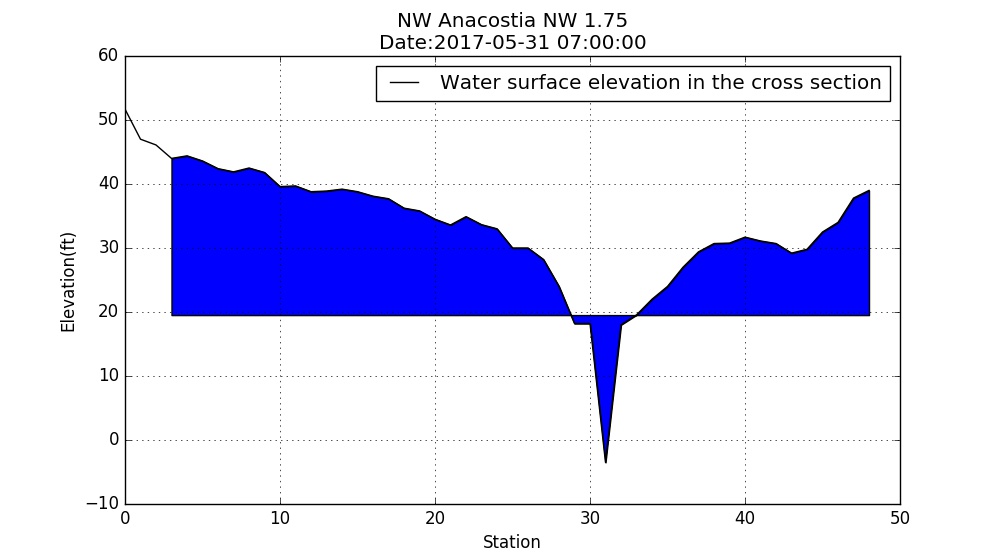 NW Anacostia NW 1.75
Date:2017-05-31 07:00:00
Water surface elevation in the cross section
60
50
40
30
20
10
0
−10
Elevation(ft)
0 10 20 30 40 50
Station